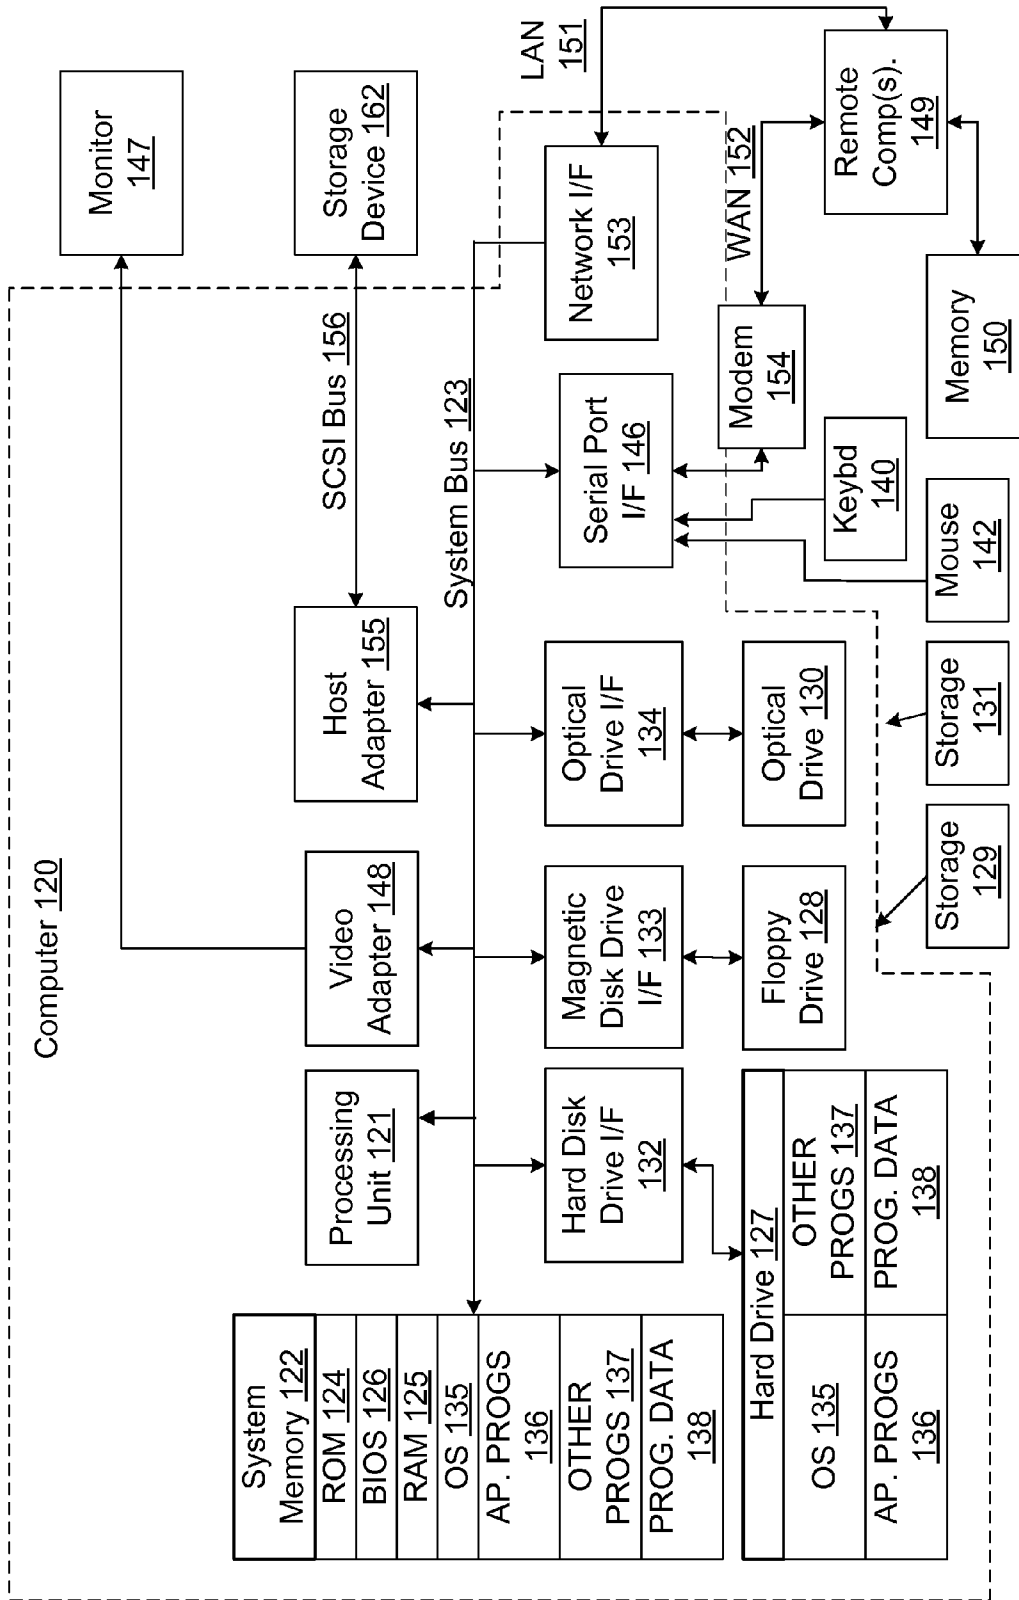 Computer 120
Monitor
147
Storage
Device 162
SCSI Bus 156
Host
Adapter 155
Video
Adapter 148
Processing
Unit 121
System
Memory 122
ROM 124
BIOS 126
RAM 125
OS 135
AP. PROGS
136
OTHER
PROGS 137
PROG. DATA
138
System Bus 123
Hard Disk
Drive I/F
132
Magnetic
Disk Drive
I/F 133
Optical
Drive I/F
134
Serial Port
I/F 146
Network I/F
153
LAN
151
Hard Drive 127
OS 135
OTHER
PROGS 137
AP. PROGS
136
PROG. DATA
138
Floppy
Drive 128
Optical
Drive 130
Modem
154
WAN 152
Remote
Comp(s).
149
Keybd
140
Storage
129
Storage
131
Mouse
142
Memory
150